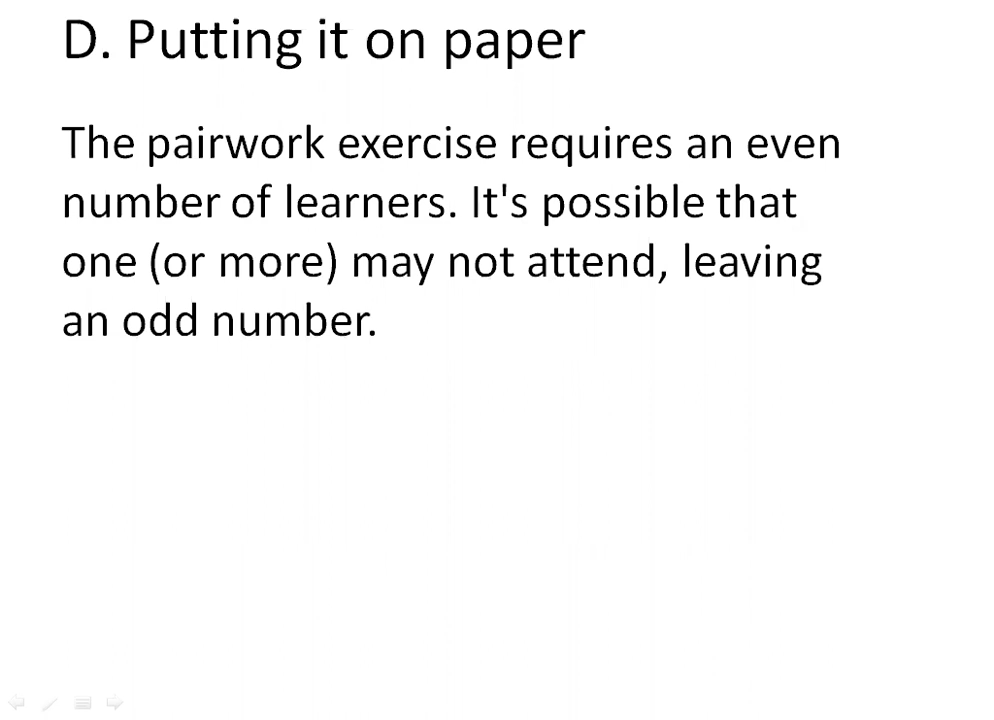 D. Putting it on paper
The pairwork exercise requires an even
number of learners. It's possible that
one (or more) may not attend, leaving
an odd number.